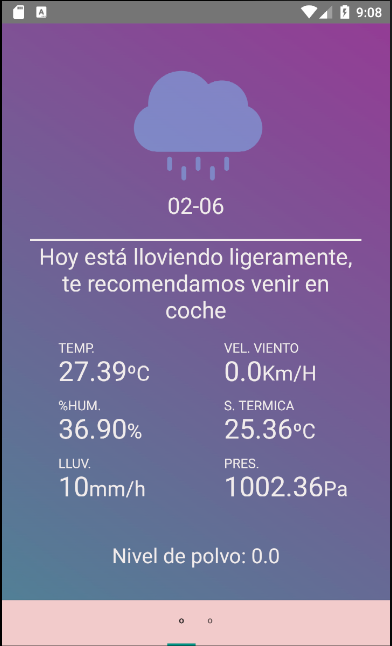 9:08
02-06
Hoy está lloviendo ligeramente,
te recomendamos venir en
coche
TEMP.
27.39ºC
VEL. VIENTO
0.0Km/H
%HUM.
36.90%
S. TERMICA
25.36ºC
LLUV.
10mm/h
PRES.
1002.36Pa
Nivel de polvo: 0.0